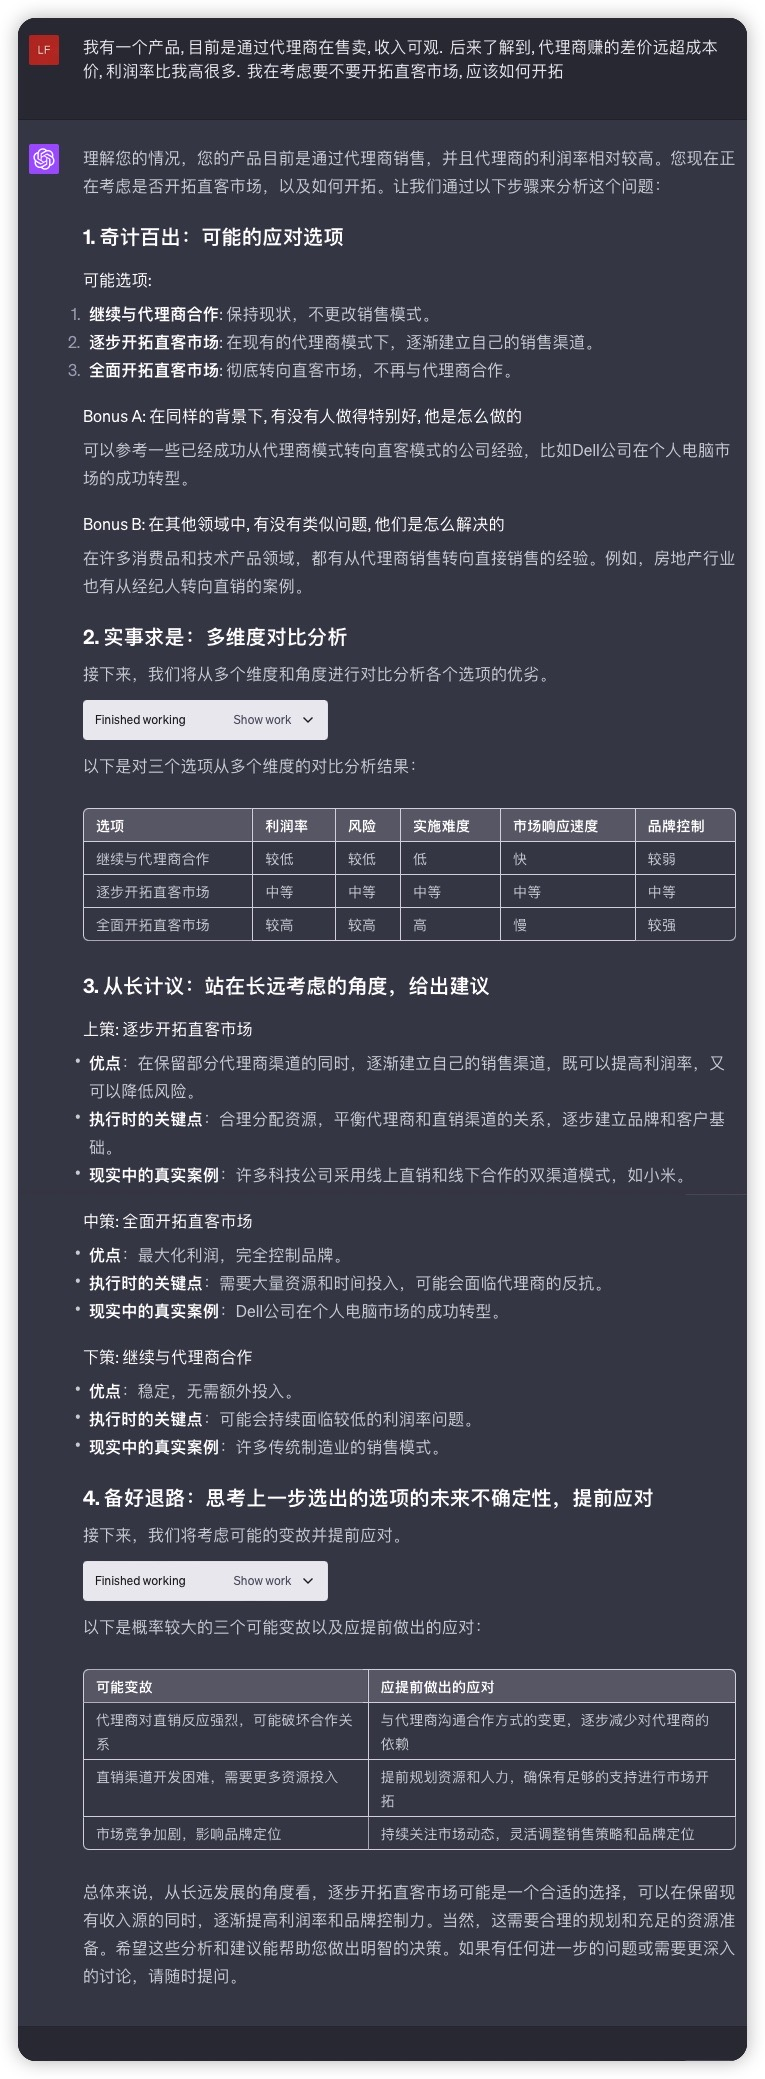 LF
我有一个产品, 目前是通过代理商在售卖, 收入可观. 后来了解到, 代理商赚的差价远超成本
价, 利润率比我高很多. 我在考虑要不要开拓直客市场, 应该如何开拓
理解您的情况，您的产品目前是通过代理商销售，并且代理商的利润率相对较高。您现在正
在考虑是否开拓直客市场，以及如何开拓。让我们通过以下步骤来分析这个问题：
1. 奇计百出：可能的应对选项
可能选项:
1. 继续与代理商合作: 保持现状，不更改销售模式。
2. 逐步开拓直客市场: 在现有的代理商模式下，逐渐建立自己的销售渠道。
3. 全面开拓直客市场: 彻底转向直客市场，不再与代理商合作。
Bonus A: 在同样的背景下, 有没有人做得特别好, 他是怎么做的
可以参考一些已经成功从代理商模式转向直客模式的公司经验，比如Dell公司在个人电脑市
场的成功转型。
Bonus B: 在其他领域中, 有没有类似问题, 他们是怎么解决的
在许多消费品和技术产品领域，都有从代理商销售转向直接销售的经验。例如，房地产行业
也有从经纪人转向直销的案例。
2. 实事求是：多维度对比分析
接下来，我们将从多个维度和角度进行对比分析各个选项的优劣。
Finished working Show work
以下是对三个选项从多个维度的对比分析结果：
选项 利润率 风险 实施难度 市场响应速度 品牌控制
继续与代理商合作 较低 较低 低 快 较弱
逐步开拓直客市场 中等 中等 中等 中等 中等
全面开拓直客市场 较高 较高 高 慢 较强
3. 从长计议：站在长远考虑的角度，给出建议
上策: 逐步开拓直客市场
• 优点：在保留部分代理商渠道的同时，逐渐建立自己的销售渠道，既可以提高利润率，又
可以降低风险。
• 执行时的关键点：合理分配资源，平衡代理商和直销渠道的关系，逐步建立品牌和客户基
础。
• 现实中的真实案例：许多科技公司采用线上直销和线下合作的双渠道模式，如小米。
中策: 全面开拓直客市场
• 优点：最大化利润，完全控制品牌。
• 执行时的关键点：需要大量资源和时间投入，可能会面临代理商的反抗。
• 现实中的真实案例：Dell公司在个人电脑市场的成功转型。
下策: 继续与代理商合作
• 优点：稳定，无需额外投入。
• 执行时的关键点：可能会持续面临较低的利润率问题。
• 现实中的真实案例：许多传统制造业的销售模式。
4. 备好退路：思考上一步选出的选项的未来不确定性，提前应对
接下来，我们将考虑可能的变故并提前应对。
Finished working Show work
以下是概率较大的三个可能变故以及应提前做出的应对：
可能变故 应提前做出的应对
代理商对直销反应强烈，可能破坏合作关 与代理商沟通合作方式的变更，逐步减少对代理商的
系 依赖
直销渠道开发困难，需要更多资源投入 提前规划资源和人力，确保有足够的支持进行市场开
拓
市场竞争加剧，影响品牌定位 持续关注市场动态，灵活调整销售策略和品牌定位
总体来说，从长远发展的角度看，逐步开拓直客市场可能是一个合适的选择，可以在保留现
有收入源的同时，逐渐提高利润率和品牌控制力。当然，这需要合理的规划和充足的资源准
备。希望这些分析和建议能帮助您做出明智的决策。如果有任何进一步的问题或需要更深入
的讨论，请随时提问。